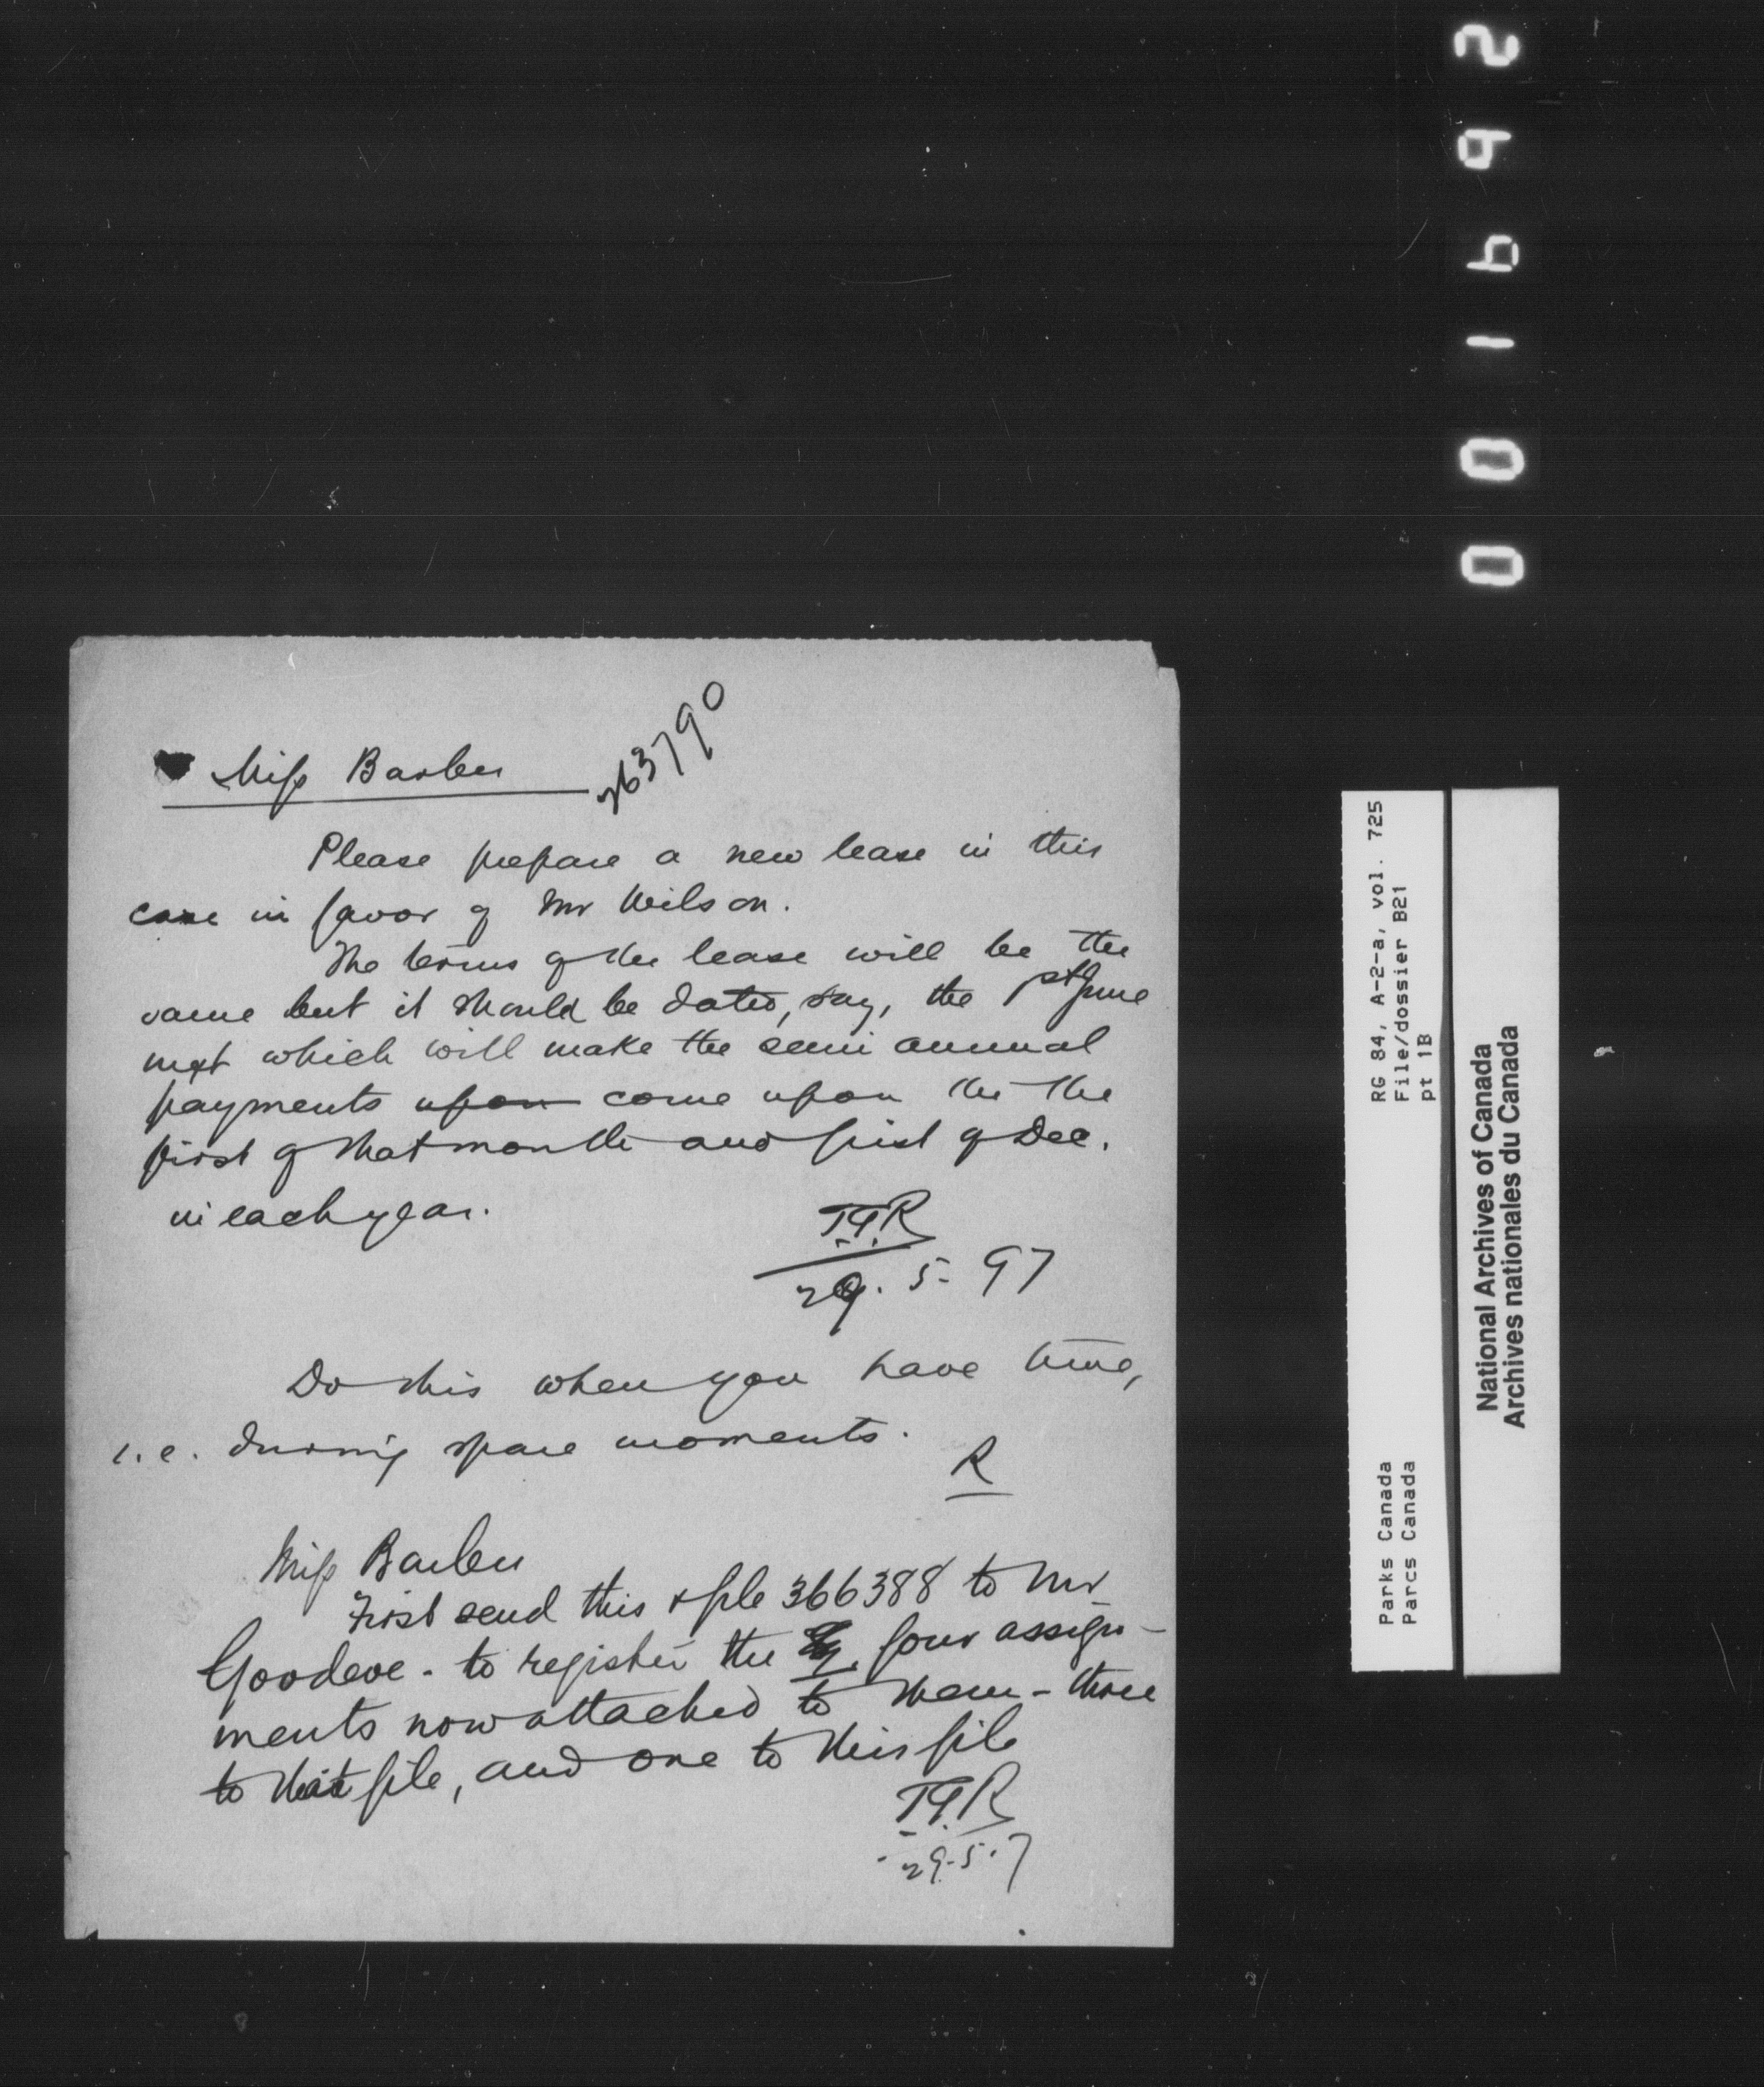 Miss Barber 263790
Please prepare a new lease in this
case in favor of Mr Wilson.
The terms of the lease will be the
same but it should be dated, say, the 1st June
next which will make the semi annual
payments upon come upon the the
first of that month and first of Dec.
in each year.
29. 5. 97
Do this when you have time,
i.e. during spare moments.
R
Miss Barber
First send this & file 366388 to Mr
Goodeve - to register the four assign-
ments now attached to them - three
to that file, and one to this file
29.5.7
001692
RG 84, A-2-a, vol. 725
File/dossier B21
pt 1B
Parks Canada
Parcs Canada
National Archives of Canada
Archives nationales du Canada